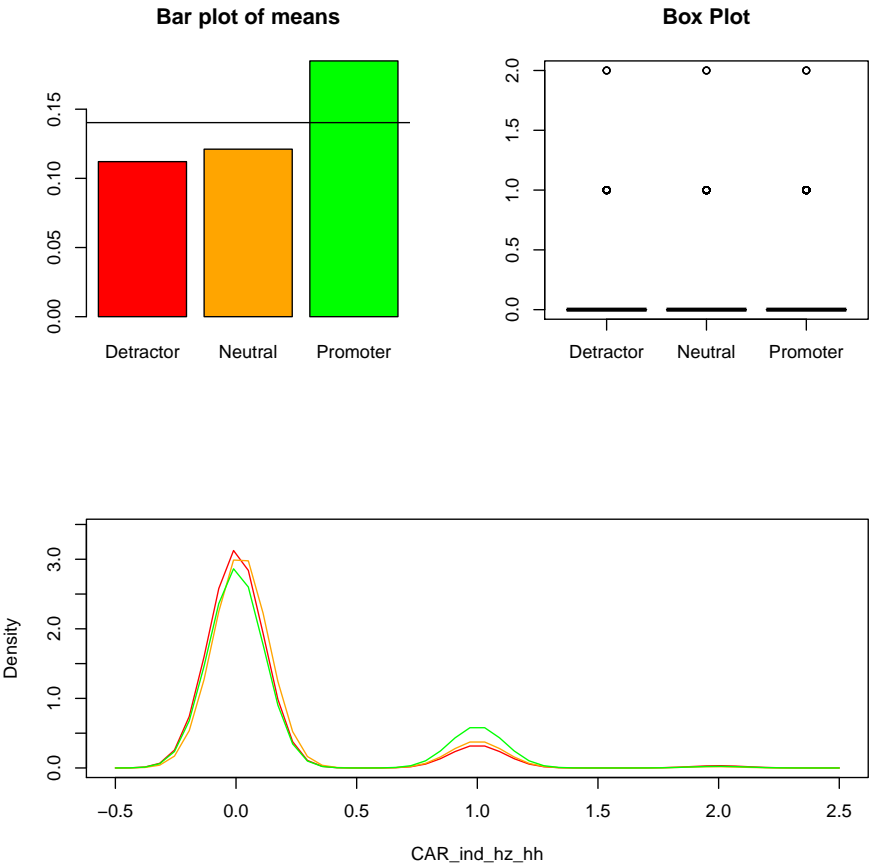 Bar plot of means
0.15
0.10
0.05
0.00
Detractor Neutral Promoter
Box Plot
2.0
1.5
1.0
0.5
0.0
Detractor Neutral Promoter
Density
3.0
2.0
1.0
0.0
−0.5 0.0 0.5 1.0 1.5 2.0 2.5
CAR_ind_hz_hh